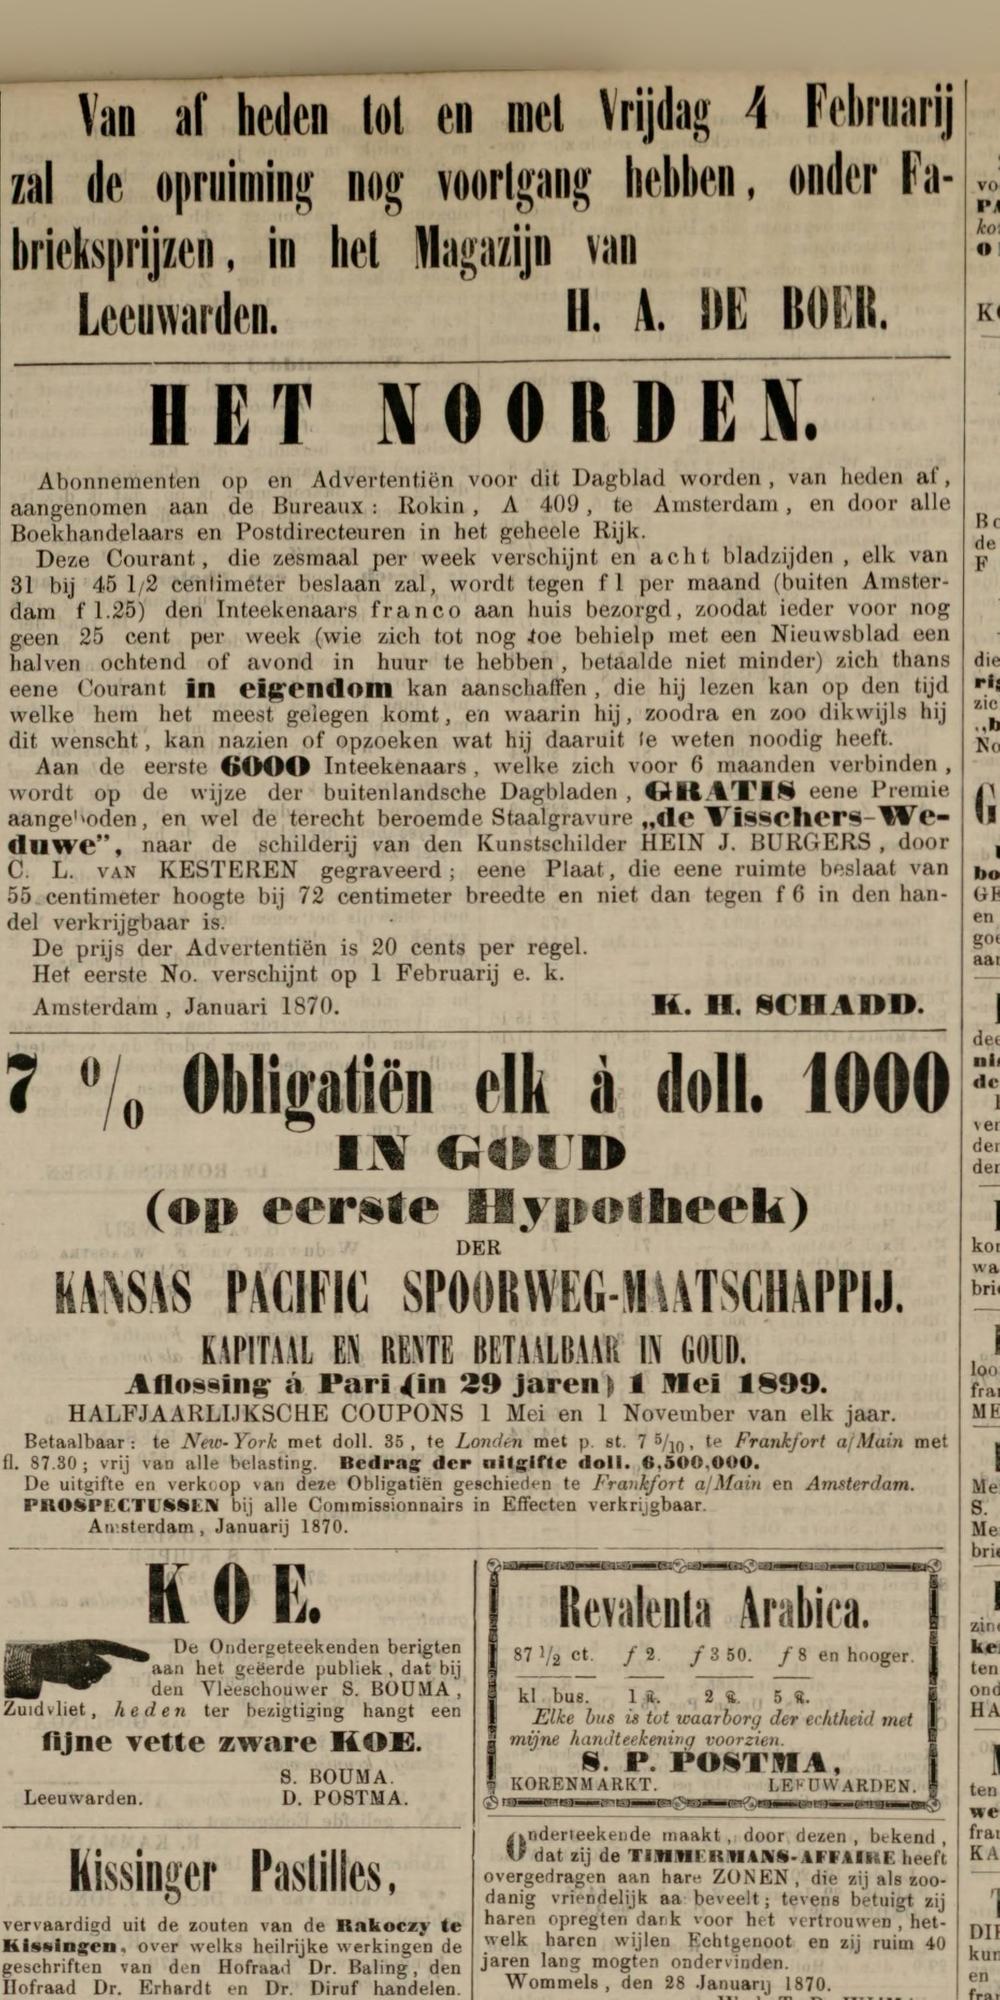 Van af heden tot en met Vrijdag 4 Februarij
zal de opruiming nog voortgang hebben, onder Fa-
brieksprijzen, in het Magazijn van
Leeuwarden. H. A. DE BOER.
HET NOORDEN.
Abonnementen op en Advertentiën voor dit Dagblad worden, van heden af,
aangenomen aan de Bureaux: Rokin, A 409, te Amsterdam, en door alle
Boekhandelaars en Postdirecteuren in het geheele Rijk.
Deze Courant, die zesmaal per week verschijnt en acht bladzijden, elk van
31 bij 45 1/2 centimeter beslaan zal, wordt tegen f 1 per maand (buiten Amster-
dam f 1.25) den Inteekenaars franco aan huis bezorgd, zoodat ieder voor nog
geen 25 cent per week (wie zich tot nog toe behielp met een Nieuwsblad een
halven ochtend of avond in huur te hebben, betaalde niet minder) zich thans
eene Courant in eigendom kan aanschaffen, die hij lezen kan op den tijd
welke hem het meest gelegen komt, en waarin hij, zoodra en zoo dikwijls hij
dit wenscht, kan nazien of opzoeken wat hij daaruit te weten noodig heeft.
Aan de eerste 6000 Inteekenaars, welke zich voor 6 maanden verbinden,
wordt op de wijze der buitenlandsche Dagbladen, GRATIS eene Premie
aangeboden, en wel de terecht beroemde Staalgravure „de Visschers-We-
duwe”, naar de schilderij van den Kunstschilder HEIN J. BURGERS, door
C. L. VAN KESTEREN gegraveerd; eene Plaat, die eene ruimte beslaat van
55 centimeter hoogte bij 72 centimeter breedte en niet dan tegen f 6 in den han-
del verkrijgbaar is.
De prijs der Advertentiën is 20 cents per regel.
Het eerste No. verschijnt op 1 Februarij e. k.
Amsterdam, Januari 1870. K. H. SCHADD.
7 % Obligatiën elk à doll. 1000
IN GOUD
(op eerste Hypotheek)
DER
KANSAS PACIFIC SPOORWEG-MAATSCHAPPIJ.
KAPITAAL EN RENTE BETAALBAAR IN GOUD.
Aflossing à Pari (in 29 jaren) 1 Mei 1899.
HALFJAARLIJKSCHE COUPONS 1 Mei en 1 November van elk jaar.
Betaalbaar: te New-York met doll. 35, te Londen met p. st. 7 5/10, te Frankfort a/Main met
fl. 87.30; vrij van alle belasting. Bedrag der uitgifte doll. 6,500,000.
De uitgifte en verkoop van deze Obligatiën geschieden te Frankfort a/Main en Amsterdam.
PROSPECTUSSEN bij alle Commissionnairs in Effecten verkrijgbaar.
Amsterdam, Januarij 1870.
KOE.
De Ondergeteekenden berigten
aan het geëerde publiek, dat bij
den Vleeschouwer S. BOUMA,
Zuidvliet, heden ter bezigtiging hangt een
fijne vette zware KOE.
S. BOUMA.
Leeuwarden. D. POSTMA.
Kissinger Pastilles,
vervaardigd uit de zouten van de Rakoczy te
Kissingen, over welks heilrijke werkingen de
geschriften van den Hofraad Dr. Baling, den
Hofraad Dr. Erhardt en Dr. Diruf handelen.
Revalenta Arabica.
87 1/2 ct. f 2. f 3 50. f 8 en hooger.
kl. bus. 1 ℔. 2 ℔. 5 ℔.
Elke bus is tot waarborg der echtheid met
mijne handteekening voorzien.
S. P. POSTMA,
KORENMARKT. LEEUWARDEN.
Onderteekende maakt, door dezen, bekend,
dat zij de TIMMERMANS-AFFAIRE heeft
overgedragen aan hare ZONEN, die zij als zoo-
danig vriendelijk aa beveelt; tevens betuigt zij
haren opregten dank voor het vertrouwen, het-
welk haren wijlen Echtgenoot en zij ruim 40
jaren lang mogten ondervinden.
Wommels, den 28 Januarij 1870.